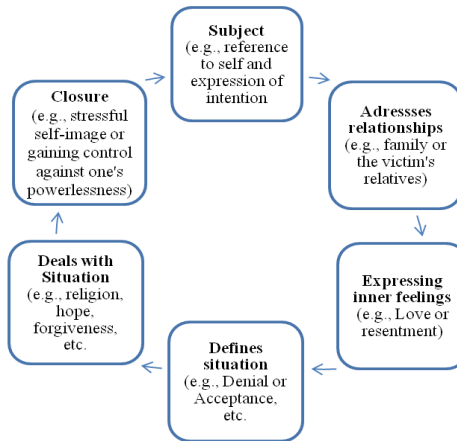 Subject
(e.g., reference
to self and
expression of
intention
Adressses
relationships
(e.g., family or
the victim's
relatives)
Expressing
inner feelings
(e.g., Love or
resentment)
Defines
situation
(e.g., Denial or
Acceptance,
etc.
Deals with
Situation
(e.g., religion,
hope,
forgiveness,
etc.
Closure
(e.g., stressful
self-image or
gaining control
against one's
powerlessness)